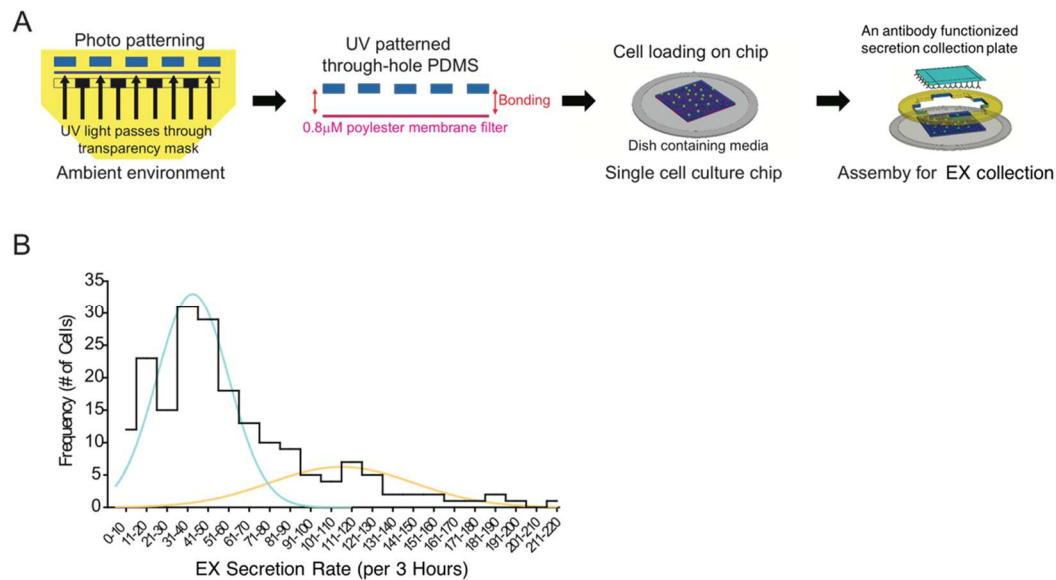 A
Photo patterning
UV light passes through
transparency mask
Ambient environment
UV patterned
through-hole PDMS
Bonding
0.8μM poylester membrane filter
Cell loading on chip
Dish containing media
Single cell culture chip
An antibody functionized
secretion collection plate
Assemby for EX collection
B
Frequency (# of Cells)
35
30
25
20
15
10
5
0
0-10
11-20
21-30
31-40
41-50
51-60
61-70
71-80
81-90
91-100
101-110
111-120
121-130
131-140
141-150
151-160
161-170
171-180
181-190
191-200
201-210
211-220
EX Secretion Rate (per 3 Hours)